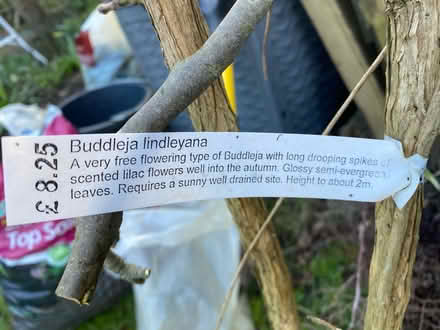 £8.25
Buddleja lindleyana
A very free flowering type of Buddleja with long drooping spikes of
scented lilac flowers well into the autumn. Glossy semi-evergreen
leaves. Requires a sunny well drained site. Height to about 2m.
Top